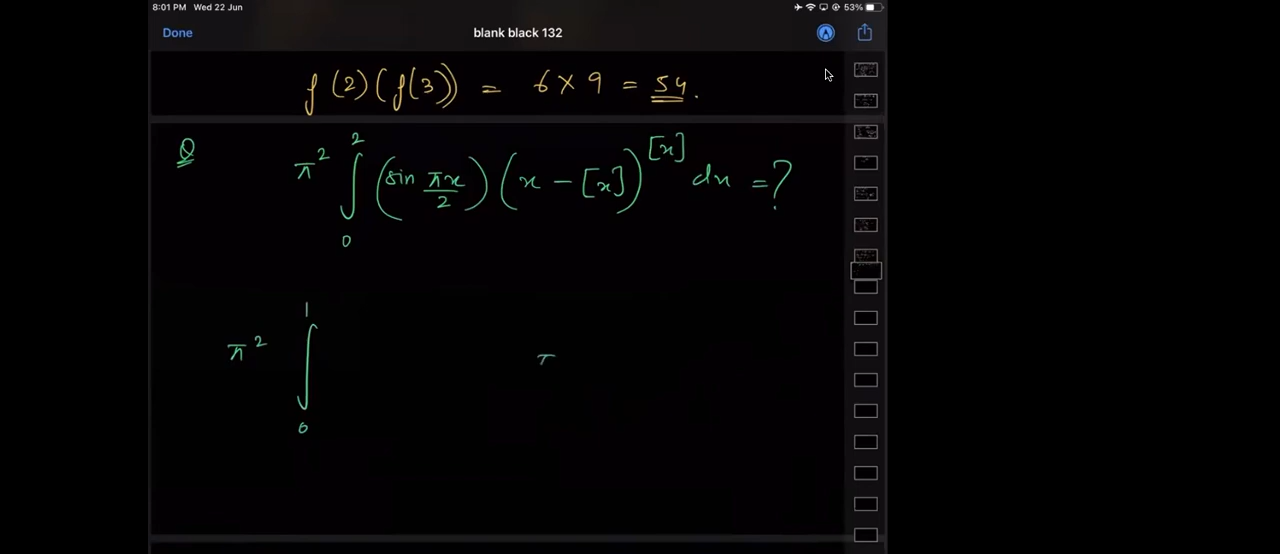 8:01 PM Wed 22 Jun 53%
Done blank black 132
f(2)(f(3)) = 6 × 9 = 54.
Q π² ∫₀² (sin πx/2) (x − [x])^[x] dx = ?
π² ∫₀¹ π